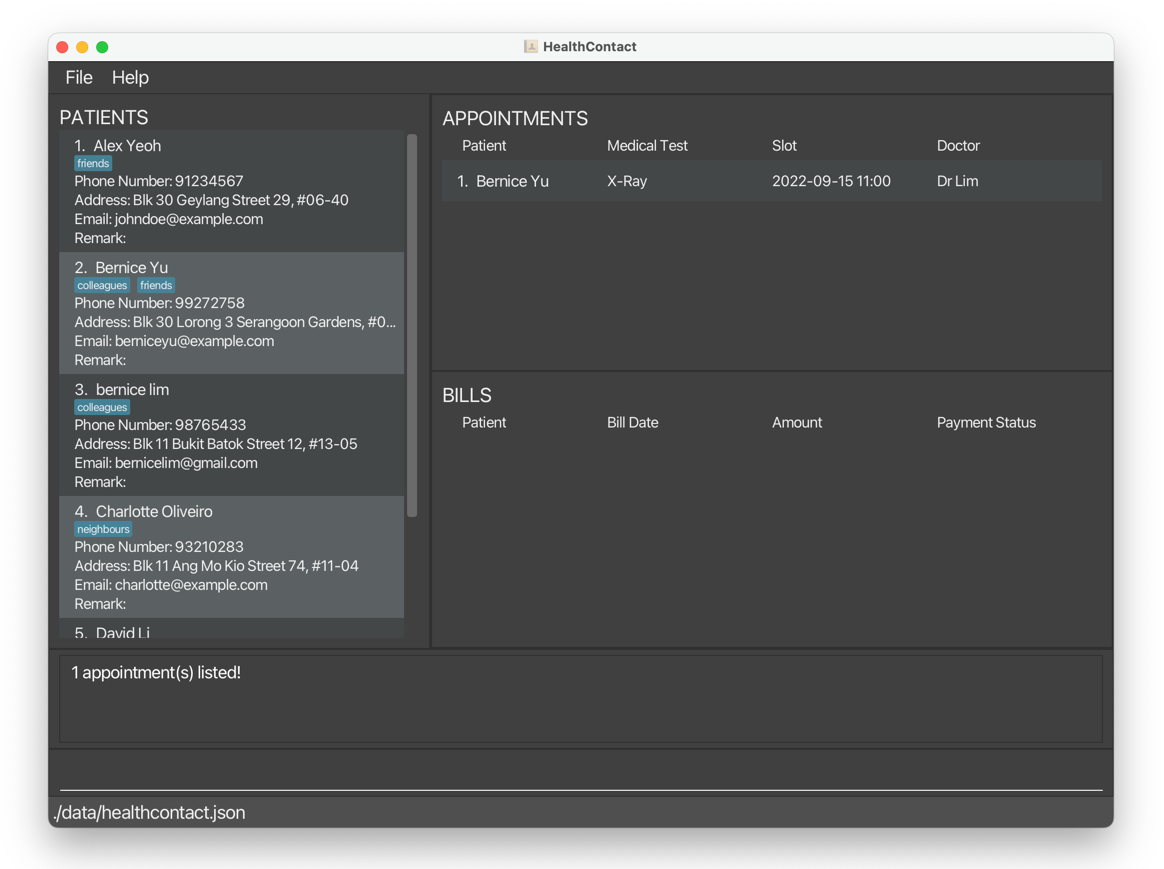 HealthContact
File Help
PATIENTS
1. Alex Yeoh
friends
Phone Number: 91234567
Address: Blk 30 Geylang Street 29, #06-40
Email: johndoe@example.com
Remark:
2. Bernice Yu
colleagues friends
Phone Number: 99272758
Address: Blk 30 Lorong 3 Serangoon Gardens, #0...
Email: berniceyu@example.com
Remark:
3. bernice lim
colleagues
Phone Number: 98765433
Address: Blk 11 Bukit Batok Street 12, #13-05
Email: bernicelim@gmail.com
Remark:
4. Charlotte Oliveiro
neighbours
Phone Number: 93210283
Address: Blk 11 Ang Mo Kio Street 74, #11-04
Email: charlotte@example.com
Remark:
5. David Li
APPOINTMENTS
Patient Medical Test Slot Doctor
1. Bernice Yu X-Ray 2022-09-15 11:00 Dr Lim
BILLS
Patient Bill Date Amount Payment Status
1 appointment(s) listed!
./data/healthcontact.json